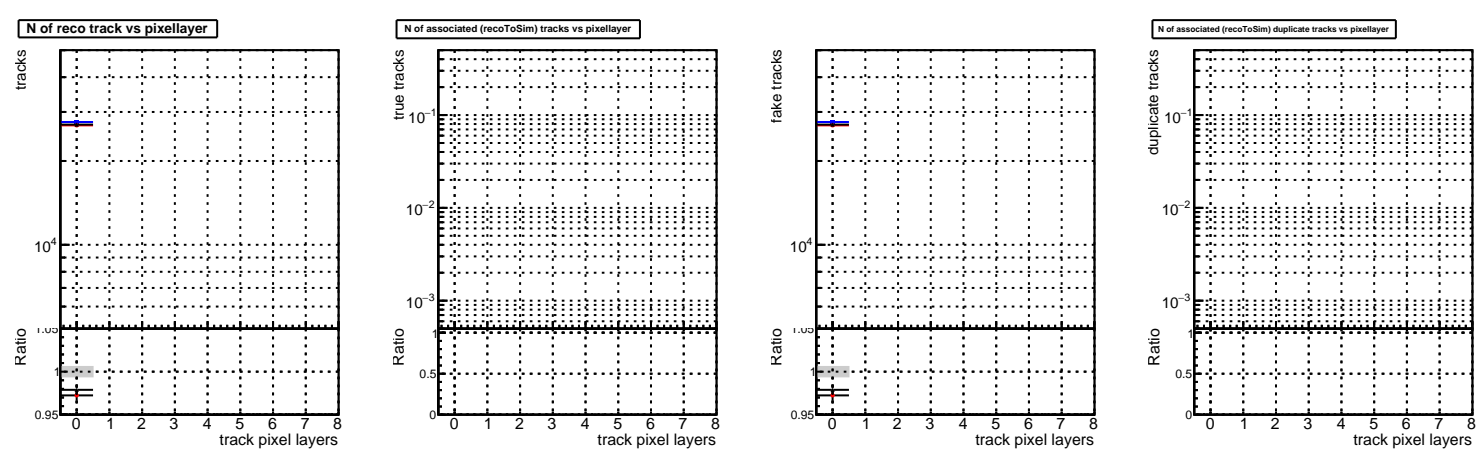 N of reco track vs pixellayer
tracks
10⁴
1.05
1
0.95
Ratio
0 1 2 3 4 5 6 7 8
track pixel layers
N of associated (recoToSim) tracks vs pixellayer
true tracks
10⁻¹
10⁻²
10⁻³
1
0.5
0
Ratio
0 1 2 3 4 5 6 7 8
track pixel layers
fake tracks
10⁴
1.05
1
0.95
Ratio
0 1 2 3 4 5 6 7 8
track pixel layers
N of associated (recoToSim) duplicate tracks vs pixellayer
duplicate tracks
10⁻¹
10⁻²
10⁻³
1
0.5
0
Ratio
0 1 2 3 4 5 6 7 8
track pixel layers